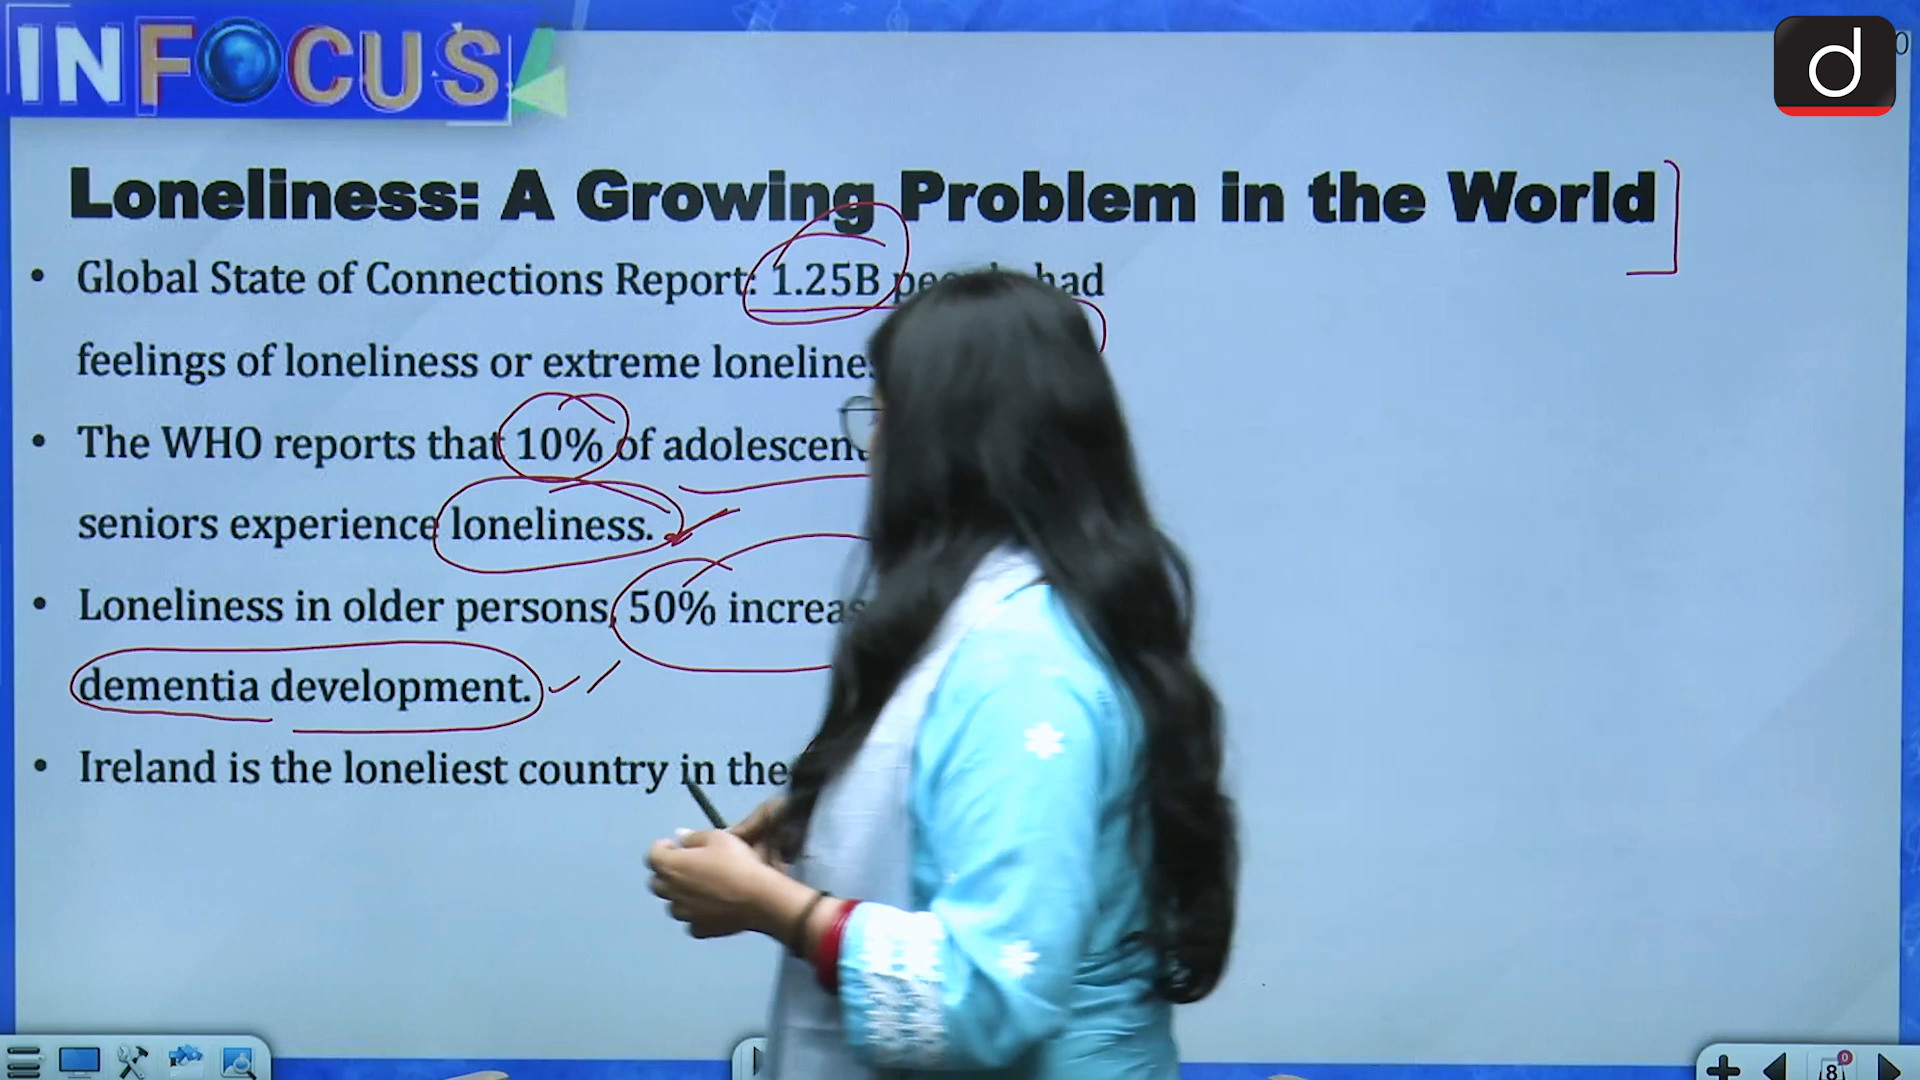 INFOCUS
d
Loneliness: A Growing Problem in the World
• Global State of Connections Report: 1.25B had
feelings of loneliness or extreme
• The WHO reports that 10% of
seniors experience loneliness.
• Loneliness in older persons, 50%
dementia development.
• Ireland is the loneliest country in the
0
8